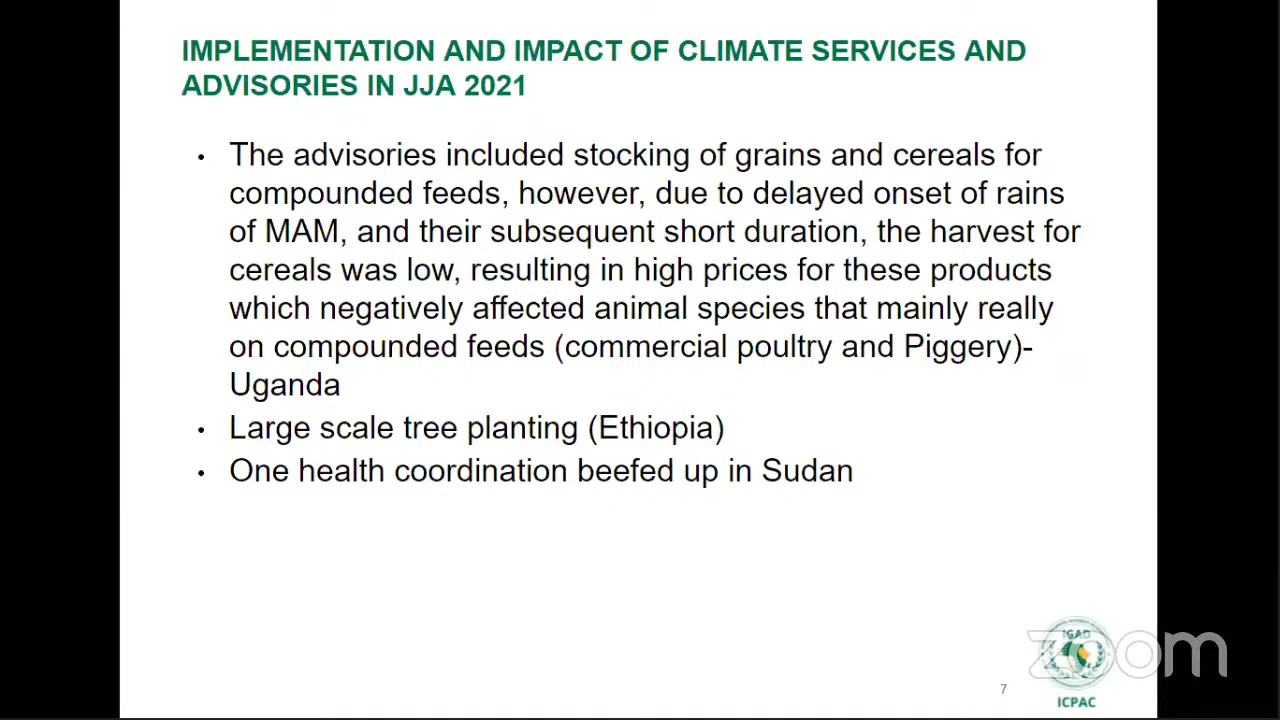 IMPLEMENTATION AND IMPACT OF CLIMATE SERVICES AND
ADVISORIES IN JJA 2021
• The advisories included stocking of grains and cereals for
compounded feeds, however, due to delayed onset of rains
of MAM, and their subsequent short duration, the harvest for
cereals was low, resulting in high prices for these products
which negatively affected animal species that mainly really
on compounded feeds (commercial poultry and Piggery)-
Uganda
• Large scale tree planting (Ethiopia)
• One health coordination beefed up in Sudan
IGAD
zoom
7
ICPAC